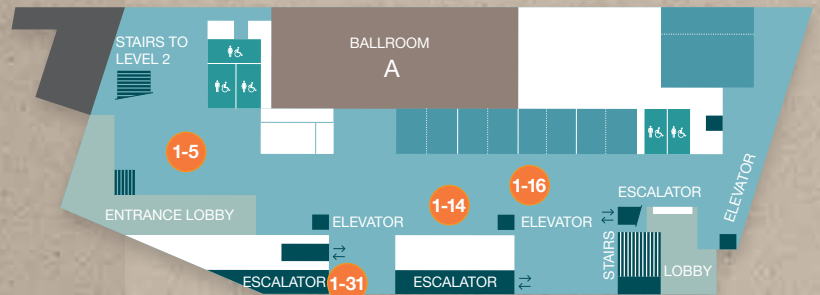 STAIRS TO
LEVEL 2
BALLROOM
A
1-5
1-16
1-14
ESCALATOR
ELEVATOR
ENTRANCE LOBBY
ELEVATOR
ELEVATOR
STAIRS
LOBBY
ESCALATOR
1-31
ESCALATOR